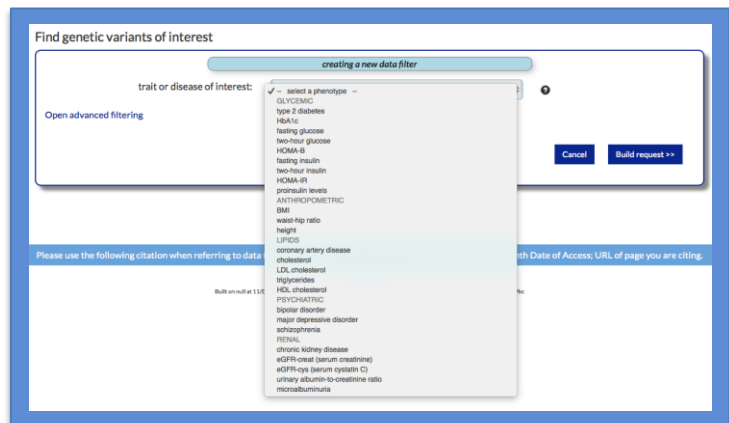 Find genetic variants of interest
creating a new data filter
trait or disease of interest:
✓ -- select a phenotype --
GLYCEMIC
type 2 diabetes
Open advanced filtering
HbA1c
fasting glucose
two-hour glucose
HOMA-B
Cancel
Build request >>
fasting insulin
two-hour insulin
HOMA-IR
proinsulin levels
ANTHROPOMETRIC
BMI
waist-hip ratio
height
LIPIDS
coronary artery disease
Please use the following citation when referring to data
th Date of Access; URL of page you are citing.
cholesterol
LDL cholesterol
triglycerides
HDL cholesterol
Built on null at 11/
PSYCHIATRIC
bipolar disorder
major depressive disorder
schizophrenia
RENAL
chronic kidney disease
eGFR-creat (serum creatinine)
eGFR-cys (serum cystatin C)
urinary albumin-to-creatinine ratio
microalbuminuria